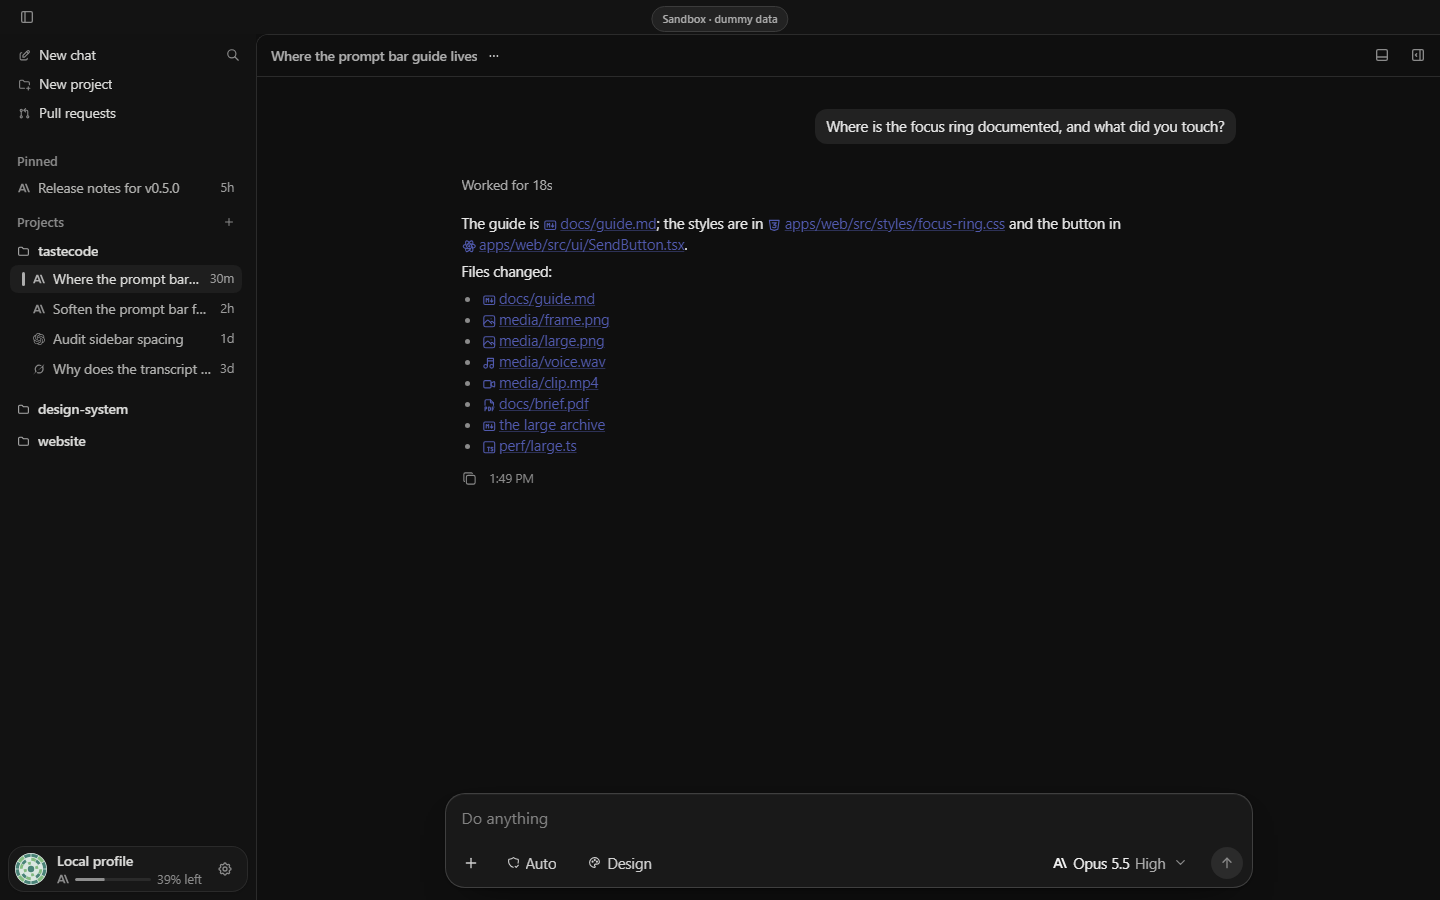 Sandbox · dummy data
New chat
New project
Pull requests
Pinned
Release notes for v0.5.0 5h
Projects
tastecode
Where the prompt bar... 30m
Soften the prompt bar f... 2h
Audit sidebar spacing 1d
Why does the transcript ... 3d
design-system
website
Local profile
39% left
Where the prompt bar guide lives ...
Where is the focus ring documented, and what did you touch?
Worked for 18s
The guide is docs/guide.md; the styles are in apps/web/src/styles/focus-ring.css and the button in
apps/web/src/ui/SendButton.tsx.
Files changed:
docs/guide.md
media/frame.png
media/large.png
media/voice.wav
media/clip.mp4
docs/brief.pdf
the large archive
perf/large.ts
1:49 PM
Do anything
Auto Design Opus 5.5 High